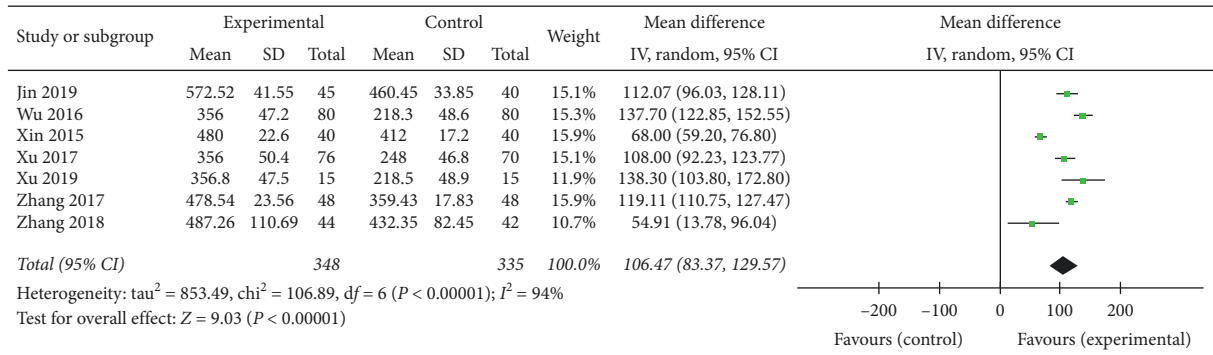 Study or subgroup Experimental Control Weight Mean difference Mean difference
Mean SD Total Mean SD Total IV, random, 95% CI IV, random, 95% CI
Jin 2019 572.52 41.55 45 460.45 33.85 40 15.1% 112.07 (96.03, 128.11)
Wu 2016 356 47.2 80 218.3 48.6 80 15.3% 137.70 (122.85, 152.55)
Xin 2015 480 22.6 40 412 17.2 40 15.9% 68.00 (59.20, 76.80)
Xu 2017 356 50.4 76 248 46.8 70 15.1% 108.00 (92.23, 123.77)
Xu 2019 356.8 47.5 15 218.5 48.9 15 11.9% 138.30 (103.80, 172.80)
Zhang 2017 478.54 23.56 48 359.43 17.83 48 15.9% 119.11 (110.75, 127.47)
Zhang 2018 487.26 110.69 44 432.35 82.45 42 10.7% 54.91 (13.78, 96.04)
Total (95% CI) 348 335 100.0% 106.47 (83.37, 129.57)
Heterogeneity: tau² = 853.49, chi² = 106.89, df = 6 (P < 0.00001); I² = 94%
Test for overall effect: Z = 9.03 (P < 0.00001)
−200 −100 0 100 200
Favours (control) Favours (experimental)